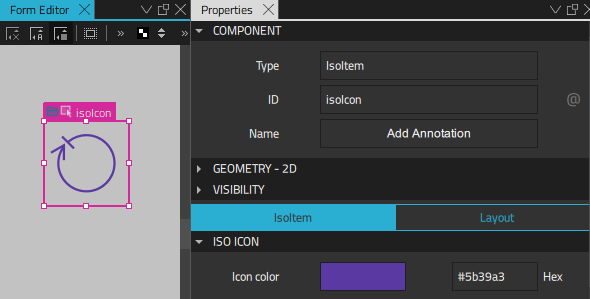 Form Editor
Properties
COMPONENT
Type
IsoItem
ID
isoIcon
@
Name
Add Annotation
isoIcon
GEOMETRY - 2D
VISIBILITY
IsoItem
Layout
ISO ICON
Icon color
#5b39a3
Hex